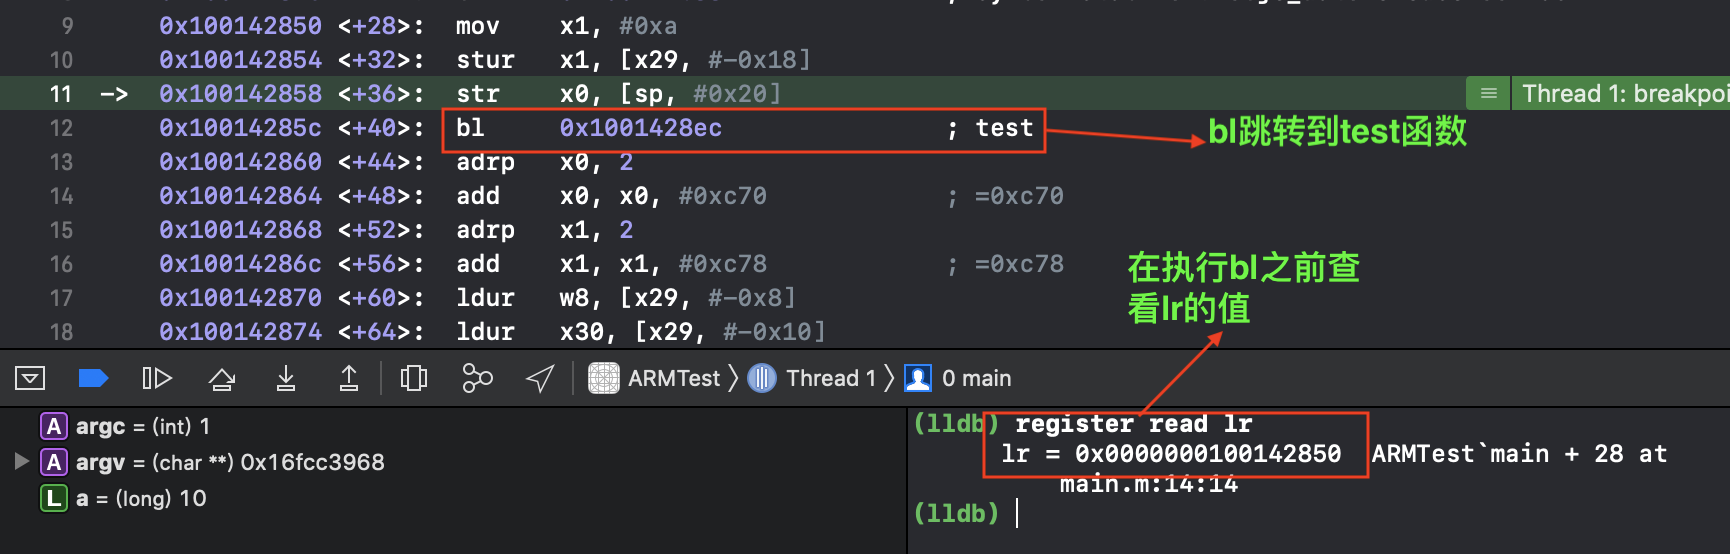 9 0x100142850 <+28>: mov x1, #0xa
10 0x100142854 <+32>: stur x1, [x29, #-0x18]
11 -> 0x100142858 <+36>: str x0, [sp, #0x20] Thread 1: breakpoi
12 0x10014285c <+40>: bl 0x1001428ec ; test
bl跳转到test函数
13 0x100142860 <+44>: adrp x0, 2
14 0x100142864 <+48>: add x0, x0, #0xc70 ; =0xc70
15 0x100142868 <+52>: adrp x1, 2
16 0x10014286c <+56>: add x1, x1, #0xc78 ; =0xc78
17 0x100142870 <+60>: ldur w8, [x29, #-0x8]
18 0x100142874 <+64>: ldur x30, [x29, #-0x10]
在执行bl之前查
看lr的值
ARMTest 〉 Thread 1 〉 0 main
A argc = (int) 1
A argv = (char **) 0x16fcc3968
L a = (long) 10
(lldb) register read lr
lr = 0x0000000100142850 ARMTest`main + 28 at
main.m:14:14
(lldb)